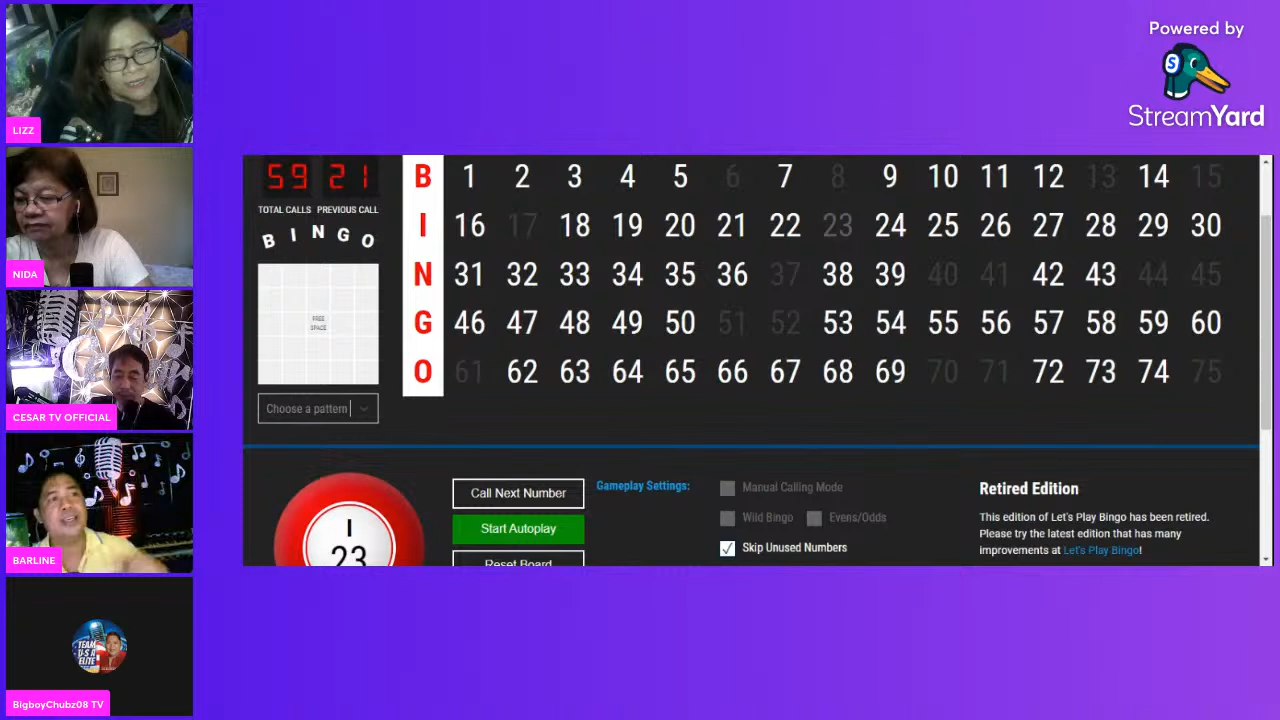 LIZZ
NIDA
CESAR TV OFFICIAL
BARLINE
TEAM
U.S.A
ELITE
BigboyChubz08 TV
Powered by
StreamYard
59 21
TOTAL CALLS PREVIOUS CALL
B I N G O
FREE
SPACE
Choose a pattern
B 1 2 3 4 5 6 7 8 9 10 11 12 13 14 15
I 16 17 18 19 20 21 22 23 24 25 26 27 28 29 30
N 31 32 33 34 35 36 37 38 39 40 41 42 43 44 45
G 46 47 48 49 50 51 52 53 54 55 56 57 58 59 60
O 61 62 63 64 65 66 67 68 69 70 71 72 73 74 75
I
23
Call Next Number
Start Autoplay
Reset Board
Gameplay Settings:
Manual Calling Mode
Wild Bingo Evens/Odds
Skip Unused Numbers
Retired Edition
This edition of Let's Play Bingo has been retired.
Please try the latest edition that has many
improvements at Let's Play Bingo!